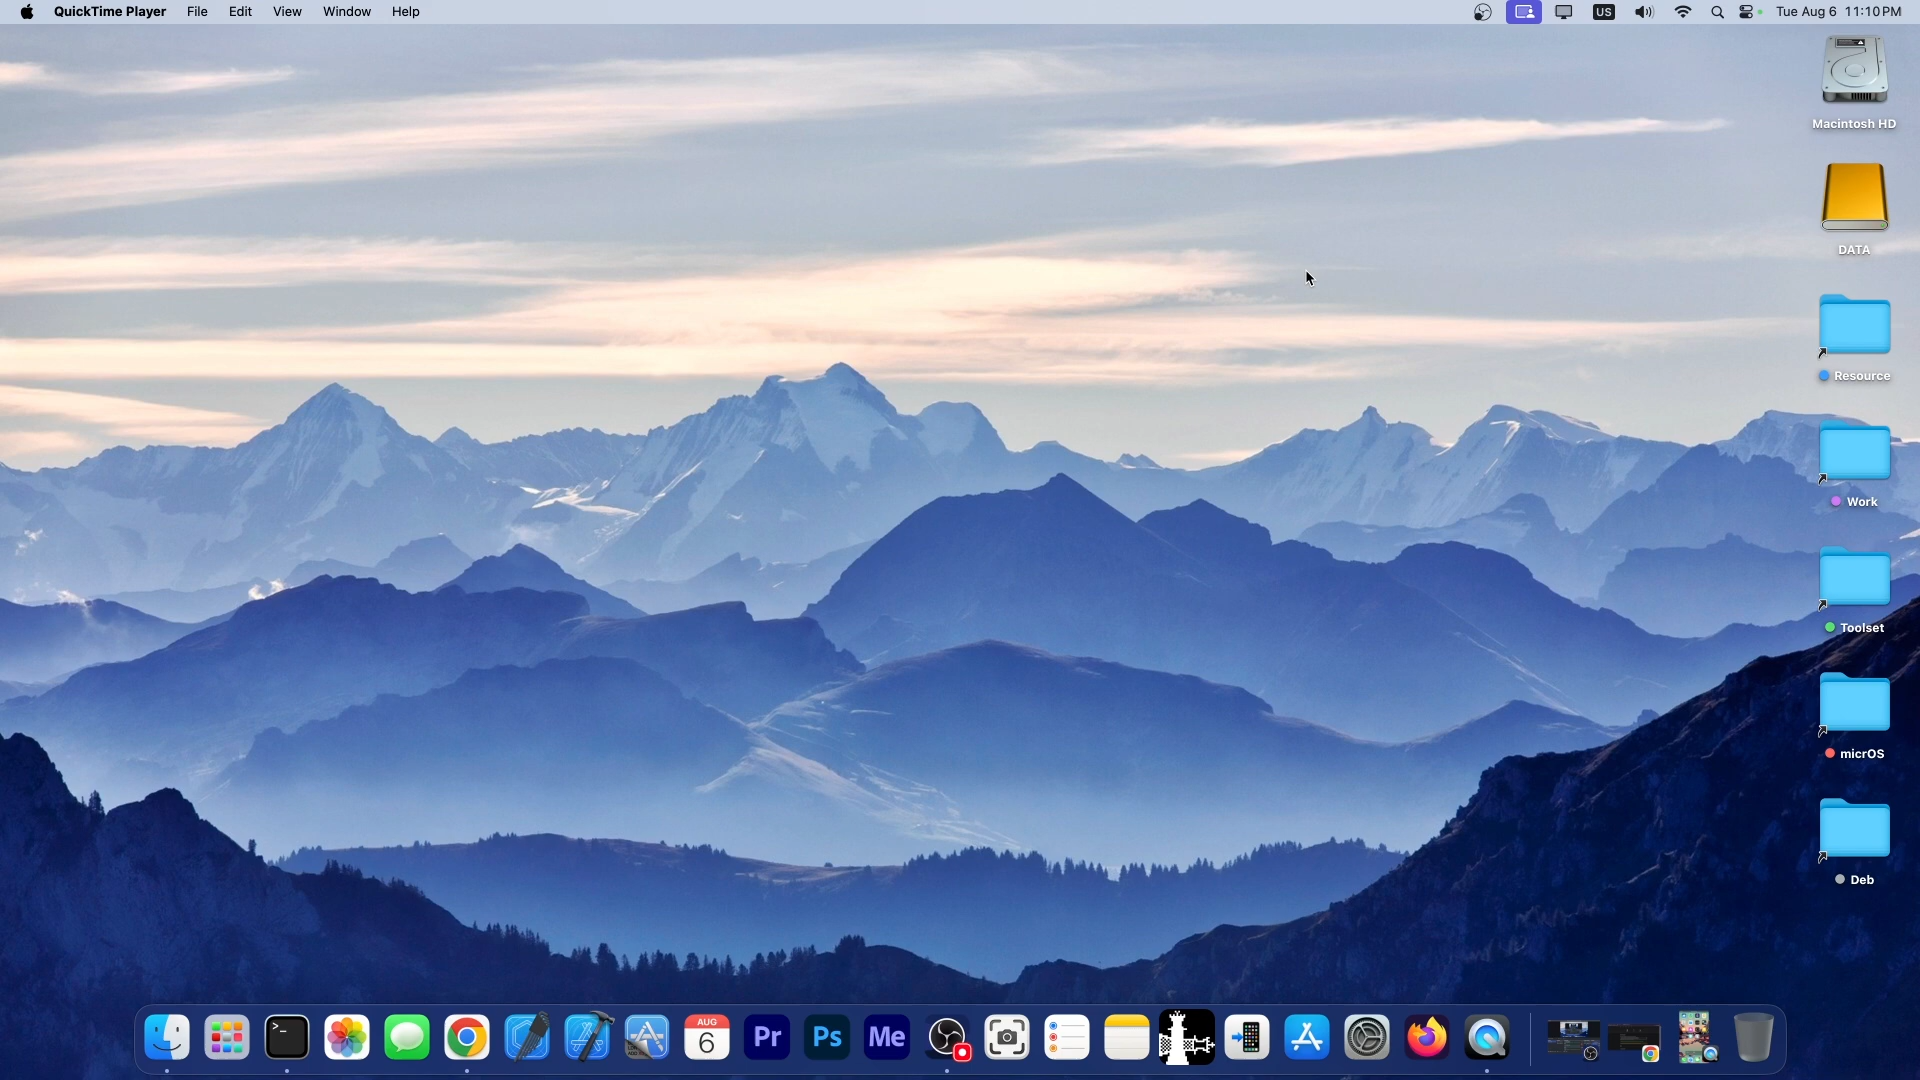 QuickTime Player File Edit View Window Help US Tue Aug 6 11:10 PM
Macintosh HD
DATA
Resource
Work
Toolset
micrOS
Deb
>_
AUG
6
Pr
Ps
Me